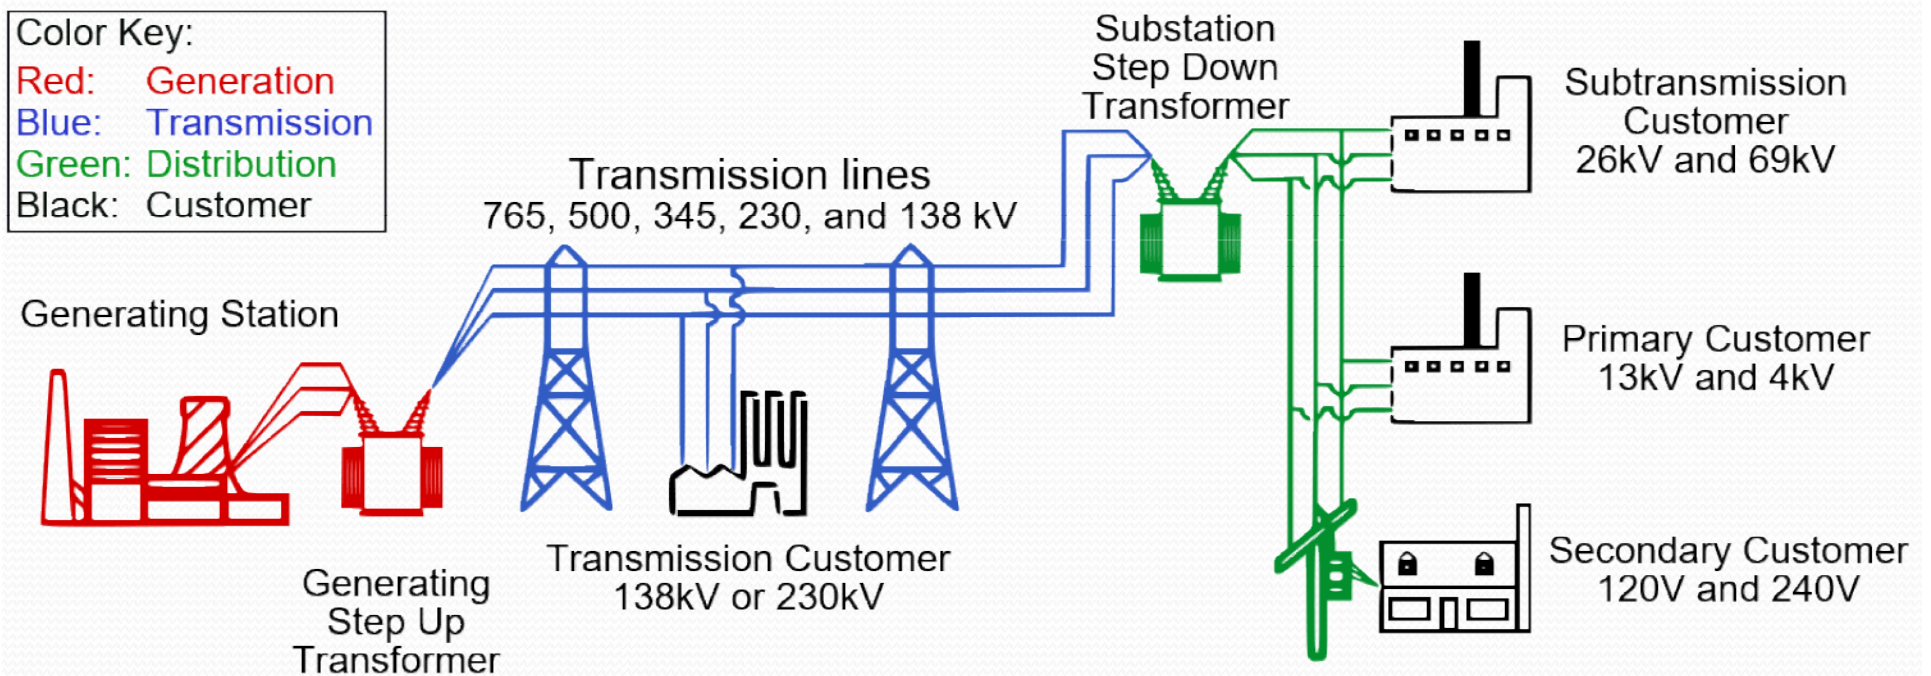 Color Key:
Red: Generation
Blue: Transmission
Green: Distribution
Black: Customer
Generating Station
Generating
Step Up
Transformer
Transmission lines
765, 500, 345, 230, and 138 kV
Transmission Customer
138kV or 230kV
Substation
Step Down
Transformer
Subtransmission
Customer
26kV and 69kV
Primary Customer
13kV and 4kV
Secondary Customer
120V and 240V